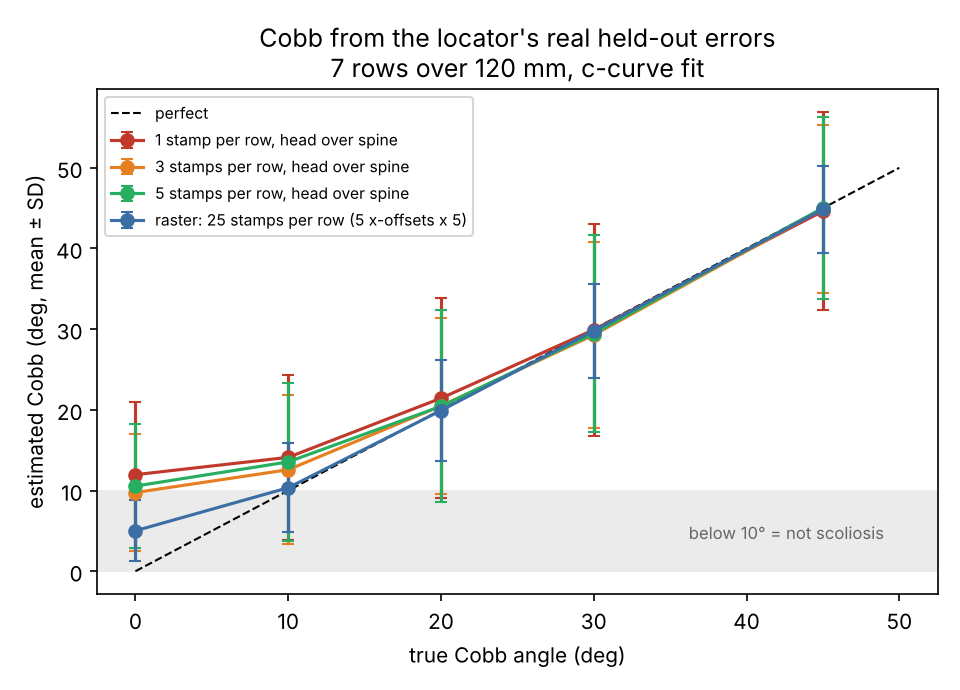 Cobb from the locator's real held-out errors
7 rows over 120 mm, c-curve fit
perfect
1 stamp per row, head over spine
3 stamps per row, head over spine
5 stamps per row, head over spine
raster: 25 stamps per row (5 x-offsets x 5)
estimated Cobb (deg, mean ± SD)
50
40
30
20
10
0
below 10° = not scoliosis
0 10 20 30 40 50
true Cobb angle (deg)